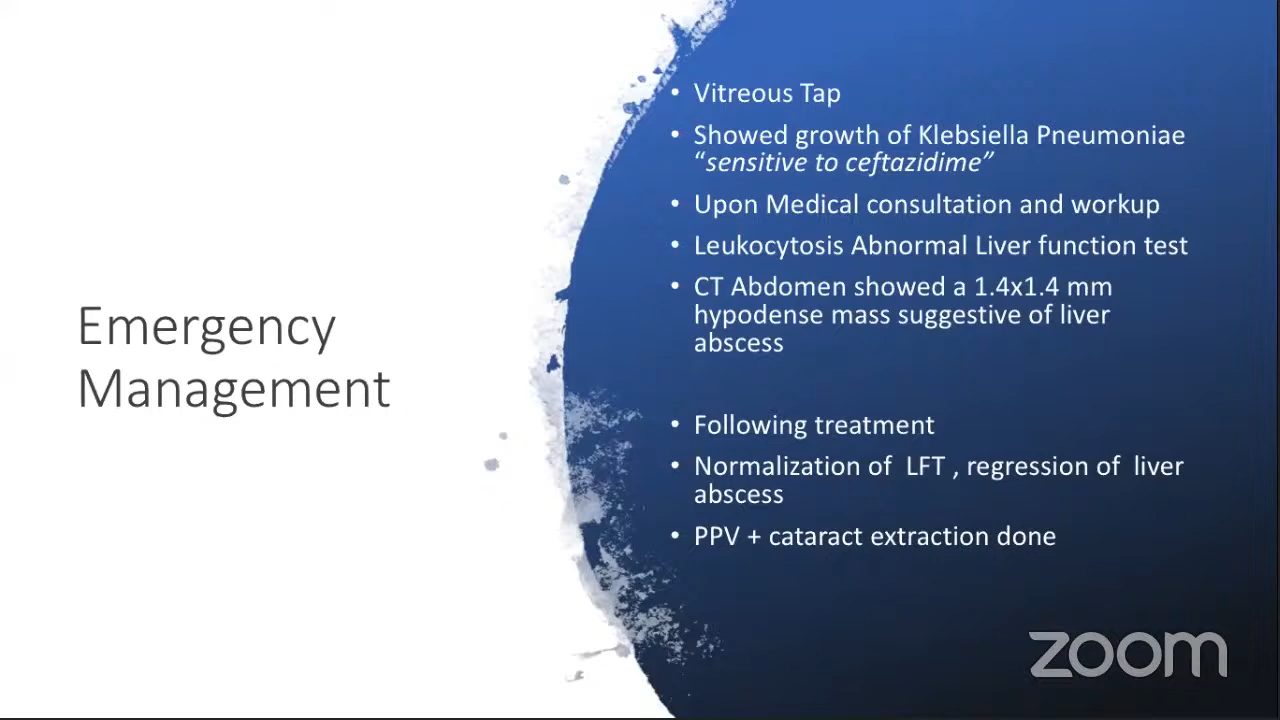 Emergency
Management
• Vitreous Tap
• Showed growth of Klebsiella Pneumoniae
“sensitive to ceftazidime”
• Upon Medical consultation and workup
• Leukocytosis Abnormal Liver function test
• CT Abdomen showed a 1.4x1.4 mm
hypodense mass suggestive of liver
abscess
• Following treatment
• Normalization of LFT , regression of liver
abscess
• PPV + cataract extraction done
zoom